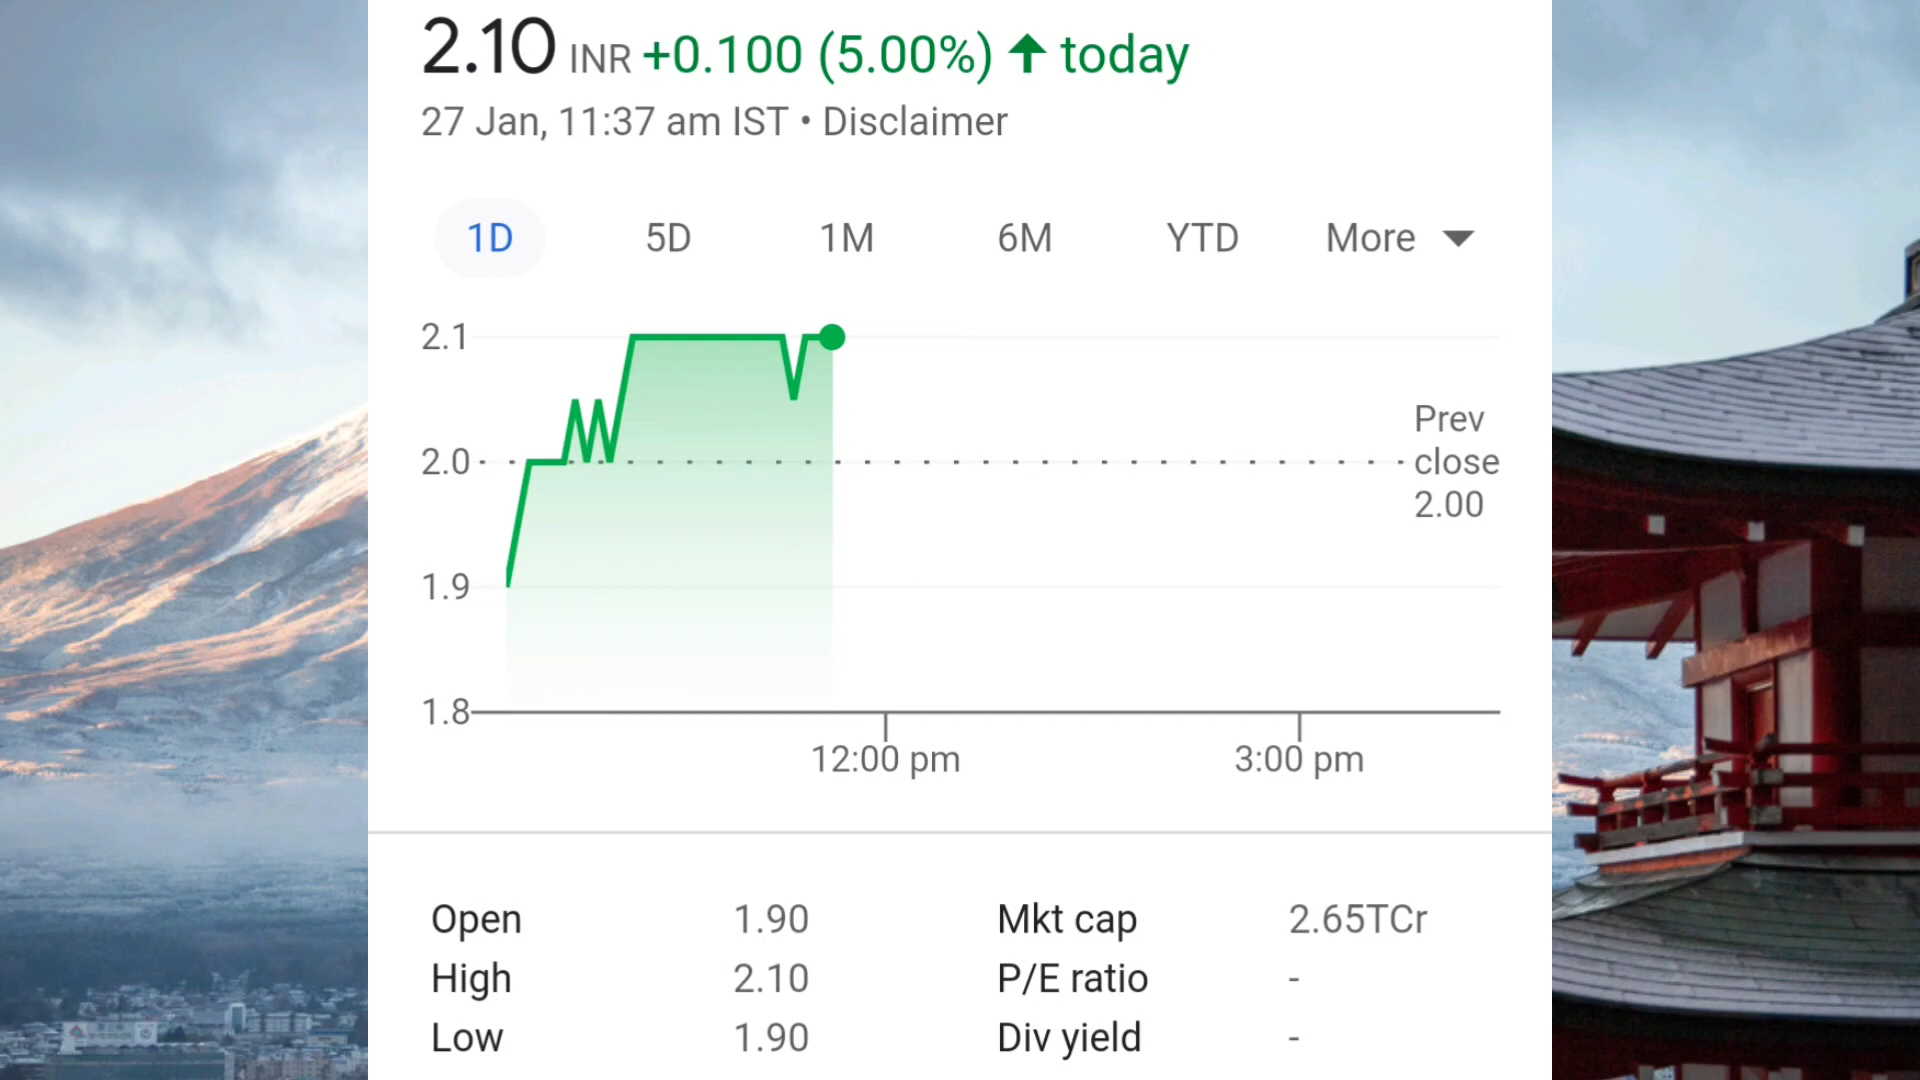 2.10 INR +0.100 (5.00%) ↑ today
27 Jan, 11:37 am IST • Disclaimer
1D 5D 1M 6M YTD More
2.1
2.0
1.9
1.8
Prev
close
2.00
12:00 pm 3:00 pm
Open 1.90 Mkt cap 2.65TCr
High 2.10 P/E ratio -
Low 1.90 Div yield -